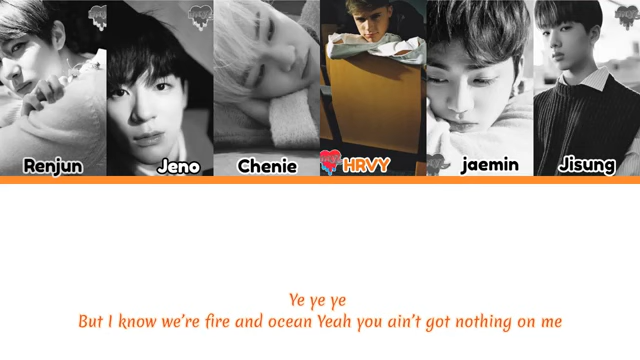 Renjun
Jeno
Chenie
HRVY
jaemin
Jisung
Ye ye ye
But I know we're fire and ocean Yeah you ain't got nothing on me